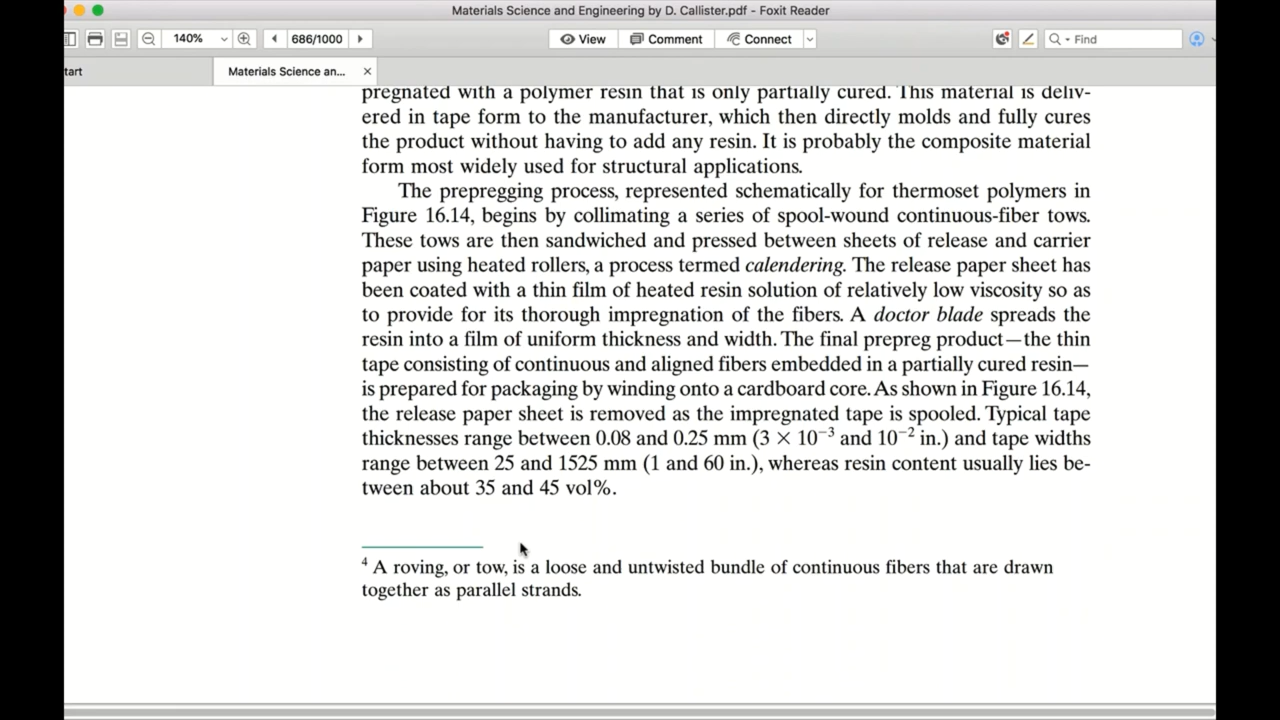 Materials Science and Engineering by D. Callister.pdf - Foxit Reader
140% 686/1000 View Comment Connect Find
tart Materials Science an... ×
pregnated with a polymer resin that is only partially cured. This material is deliv-
ered in tape form to the manufacturer, which then directly molds and fully cures
the product without having to add any resin. It is probably the composite material
form most widely used for structural applications.
The prepregging process, represented schematically for thermoset polymers in
Figure 16.14, begins by collimating a series of spool-wound continuous-fiber tows.
These tows are then sandwiched and pressed between sheets of release and carrier
paper using heated rollers, a process termed calendering. The release paper sheet has
been coated with a thin film of heated resin solution of relatively low viscosity so as
to provide for its thorough impregnation of the fibers. A doctor blade spreads the
resin into a film of uniform thickness and width. The final prepreg product—the thin
tape consisting of continuous and aligned fibers embedded in a partially cured resin—
is prepared for packaging by winding onto a cardboard core. As shown in Figure 16.14,
the release paper sheet is removed as the impregnated tape is spooled. Typical tape
thicknesses range between 0.08 and 0.25 mm (3 × 10⁻³ and 10⁻² in.) and tape widths
range between 25 and 1525 mm (1 and 60 in.), whereas resin content usually lies be-
tween about 35 and 45 vol%.
⁴ A roving, or tow, is a loose and untwisted bundle of continuous fibers that are drawn
together as parallel strands.